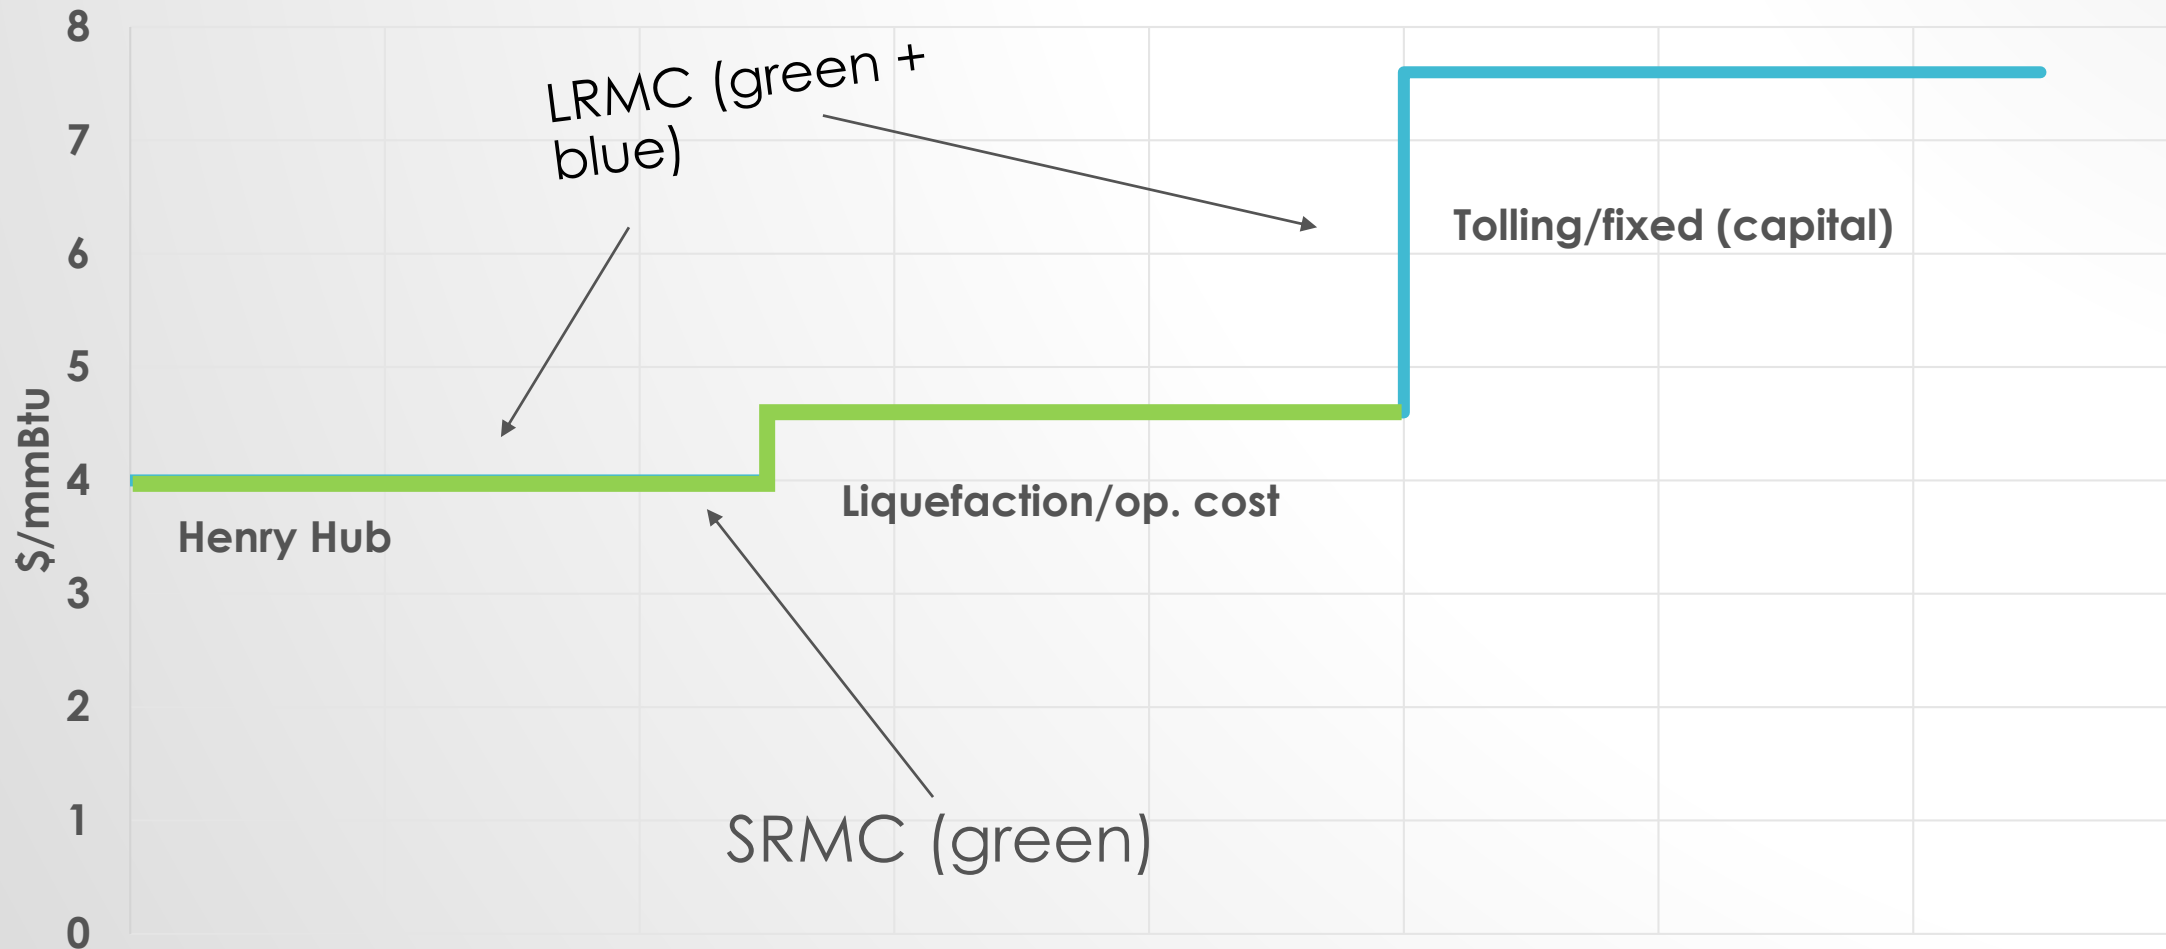 8
LRMC (green +
blue)
7
Tolling/fixed (capital)
6
5
$/mmBtu
4
Liquefaction/op. cost
Henry Hub
3
2
SRMC (green)
1
0